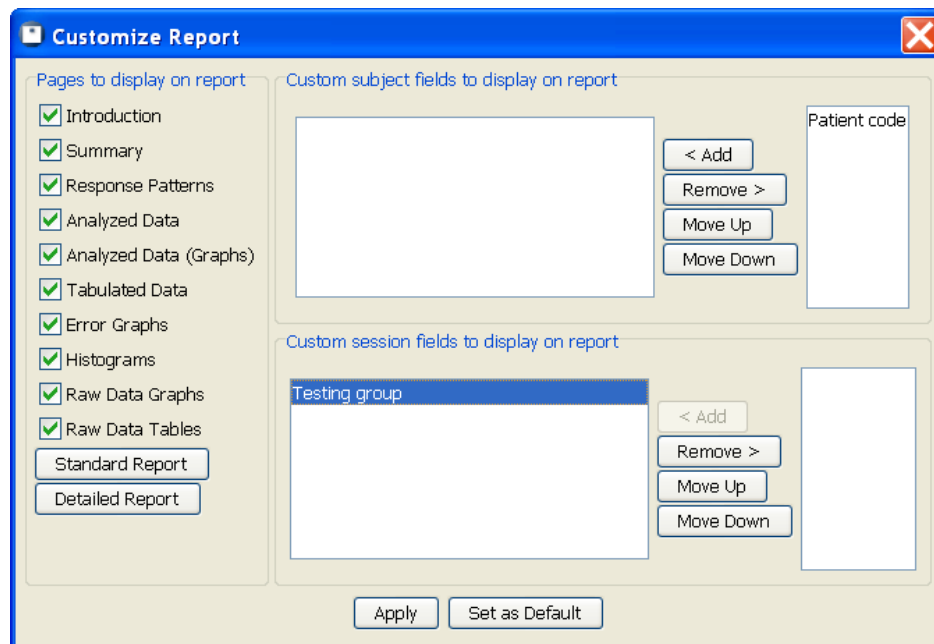 Customize Report
Pages to display on report
Introduction
Summary
Response Patterns
Analyzed Data
Analyzed Data (Graphs)
Tabulated Data
Error Graphs
Histograms
Raw Data Graphs
Raw Data Tables
Standard Report
Detailed Report
Custom subject fields to display on report
< Add
Remove >
Move Up
Move Down
Patient code
Custom session fields to display on report
Testing group
< Add
Remove >
Move Up
Move Down
Apply
Set as Default